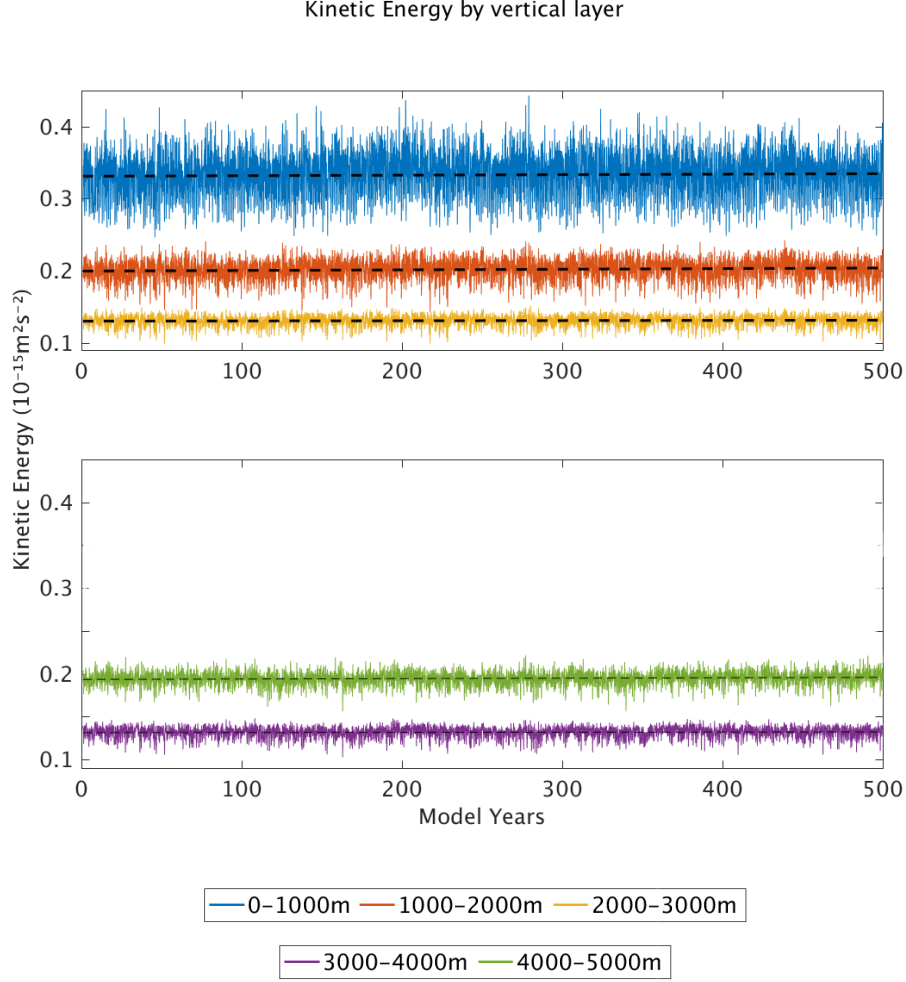 Kinetic Energy by vertical layer
Kinetic Energy (10⁻¹⁵m²s⁻²)
0.4
0.3
0.2
0.1
0 100 200 300 400 500
0.4
0.3
0.2
0.1
0 100 200 300 400 500
Model Years
0−1000m 1000−2000m 2000−3000m
3000−4000m 4000−5000m